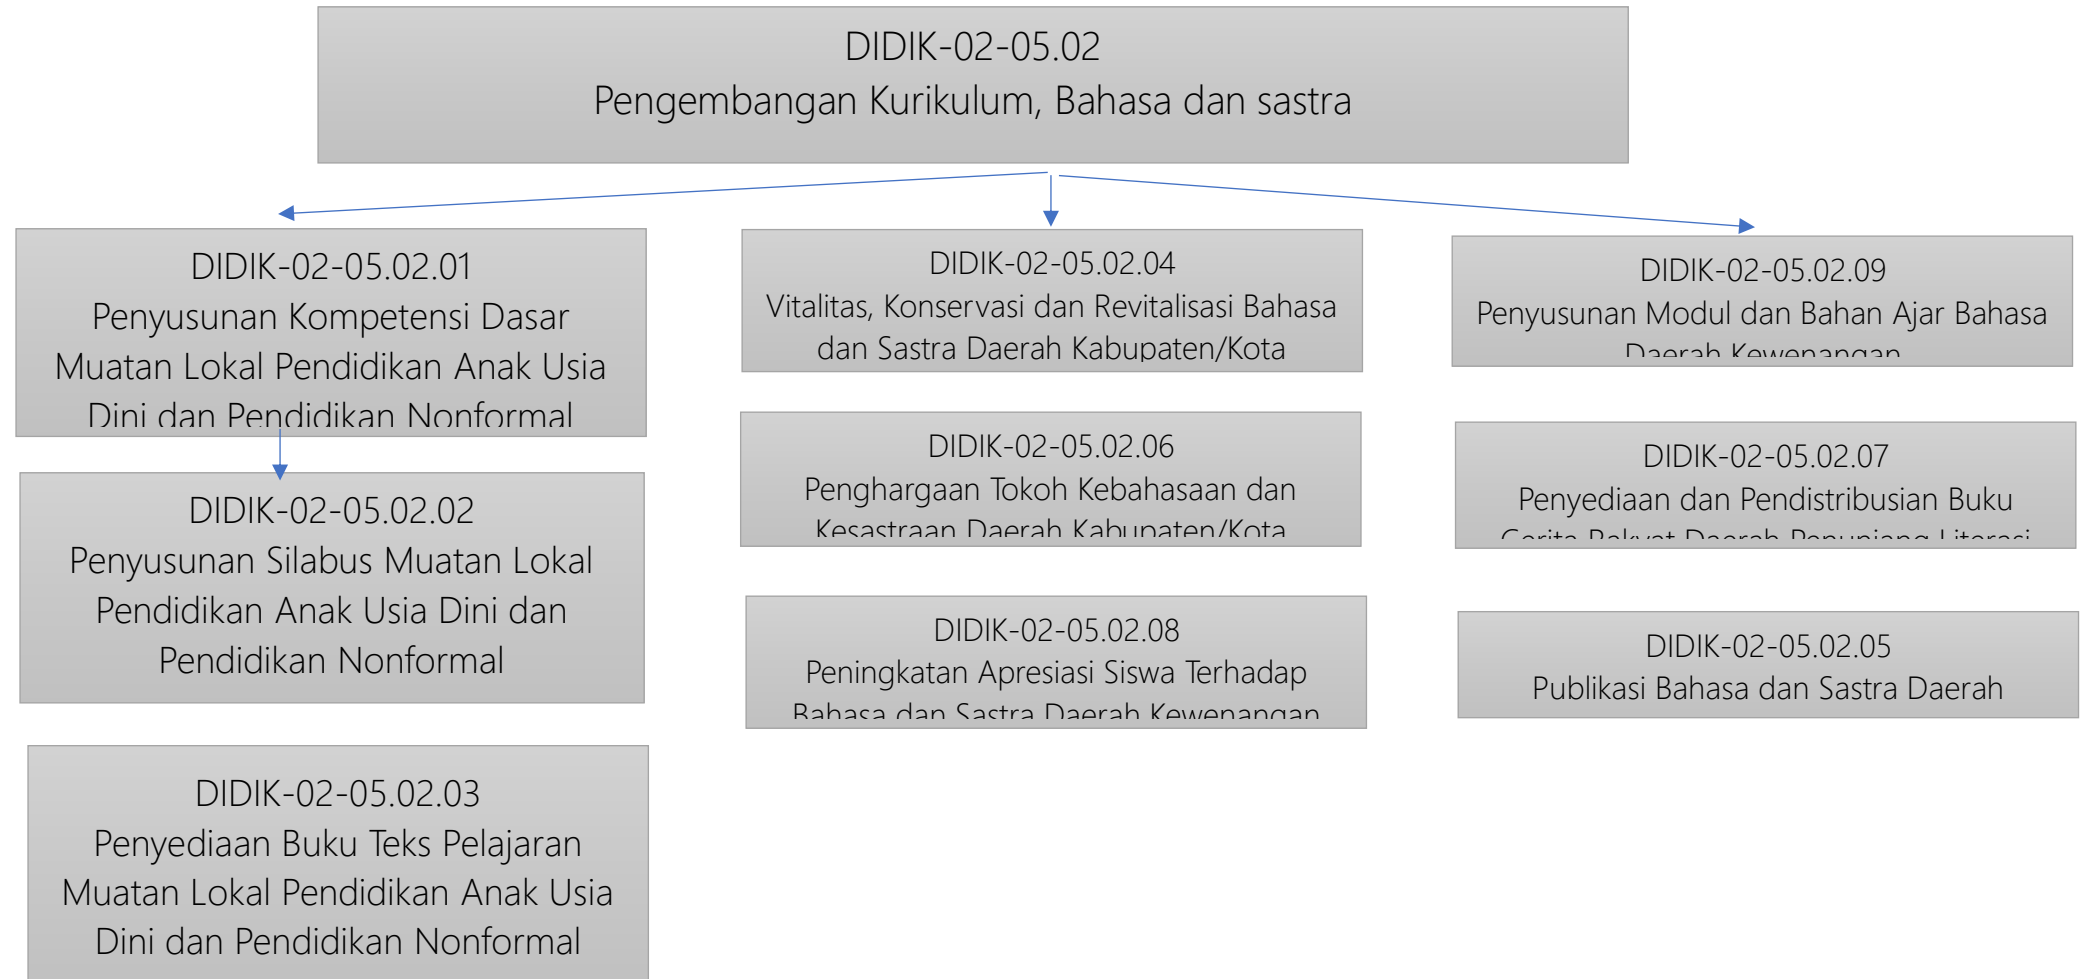 DIDIK-02-05.02
Pengembangan Kurikulum, Bahasa dan sastra
DIDIK-02-05.02.01
Penyusunan Kompetensi Dasar
Muatan Lokal Pendidikan Anak Usia
Dini dan Pendidikan Nonformal
DIDIK-02-05.02.02
Penyusunan Silabus Muatan Lokal
Pendidikan Anak Usia Dini dan
Pendidikan Nonformal
DIDIK-02-05.02.03
Penyediaan Buku Teks Pelajaran
Muatan Lokal Pendidikan Anak Usia
Dini dan Pendidikan Nonformal
DIDIK-02-05.02.04
Vitalitas, Konservasi dan Revitalisasi Bahasa
dan Sastra Daerah Kabupaten/Kota
DIDIK-02-05.02.06
Penghargaan Tokoh Kebahasaan dan
Kesastraan Daerah Kabupaten/Kota
DIDIK-02-05.02.08
Peningkatan Apresiasi Siswa Terhadap
Bahasa dan Sastra Daerah Kewenangan
DIDIK-02-05.02.09
Penyusunan Modul dan Bahan Ajar Bahasa
Daerah Kewenangan
DIDIK-02-05.02.07
Penyediaan dan Pendistribusian Buku
Cerita Rakyat Daerah Penunjang Literasi
DIDIK-02-05.02.05
Publikasi Bahasa dan Sastra Daerah